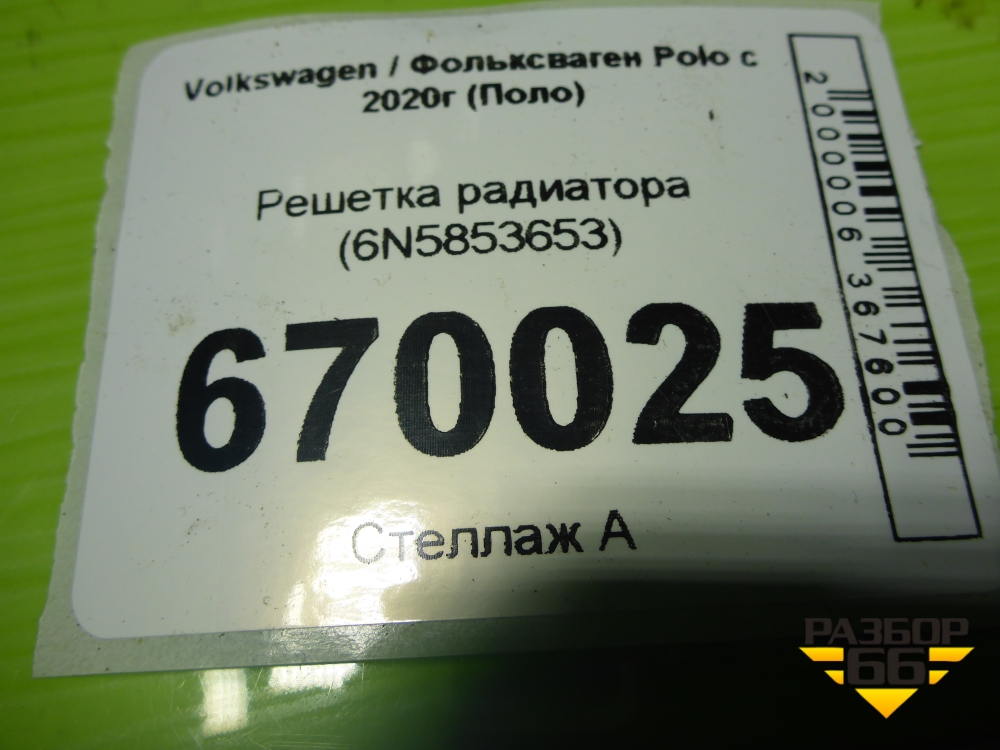 Volkswagen / Фольксваген Polo с
2020г (Поло)
Решетка радиатора
(6N5853653)
670025
Стеллаж А
2000006367600
РАЗБОР
66